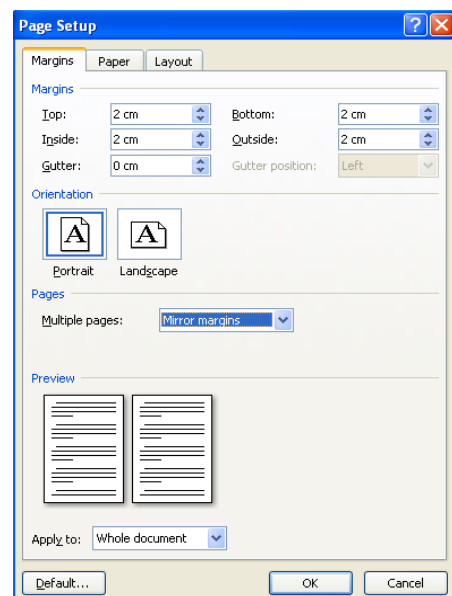 Page Setup
Margins Paper Layout
Margins
Top: 2 cm Bottom: 2 cm
Inside: 2 cm Outside: 2 cm
Gutter: 0 cm Gutter position: Left
Orientation
A A
Portrait Landscape
Pages
Multiple pages: Mirror margins
Preview
Apply to: Whole document
Default... OK Cancel